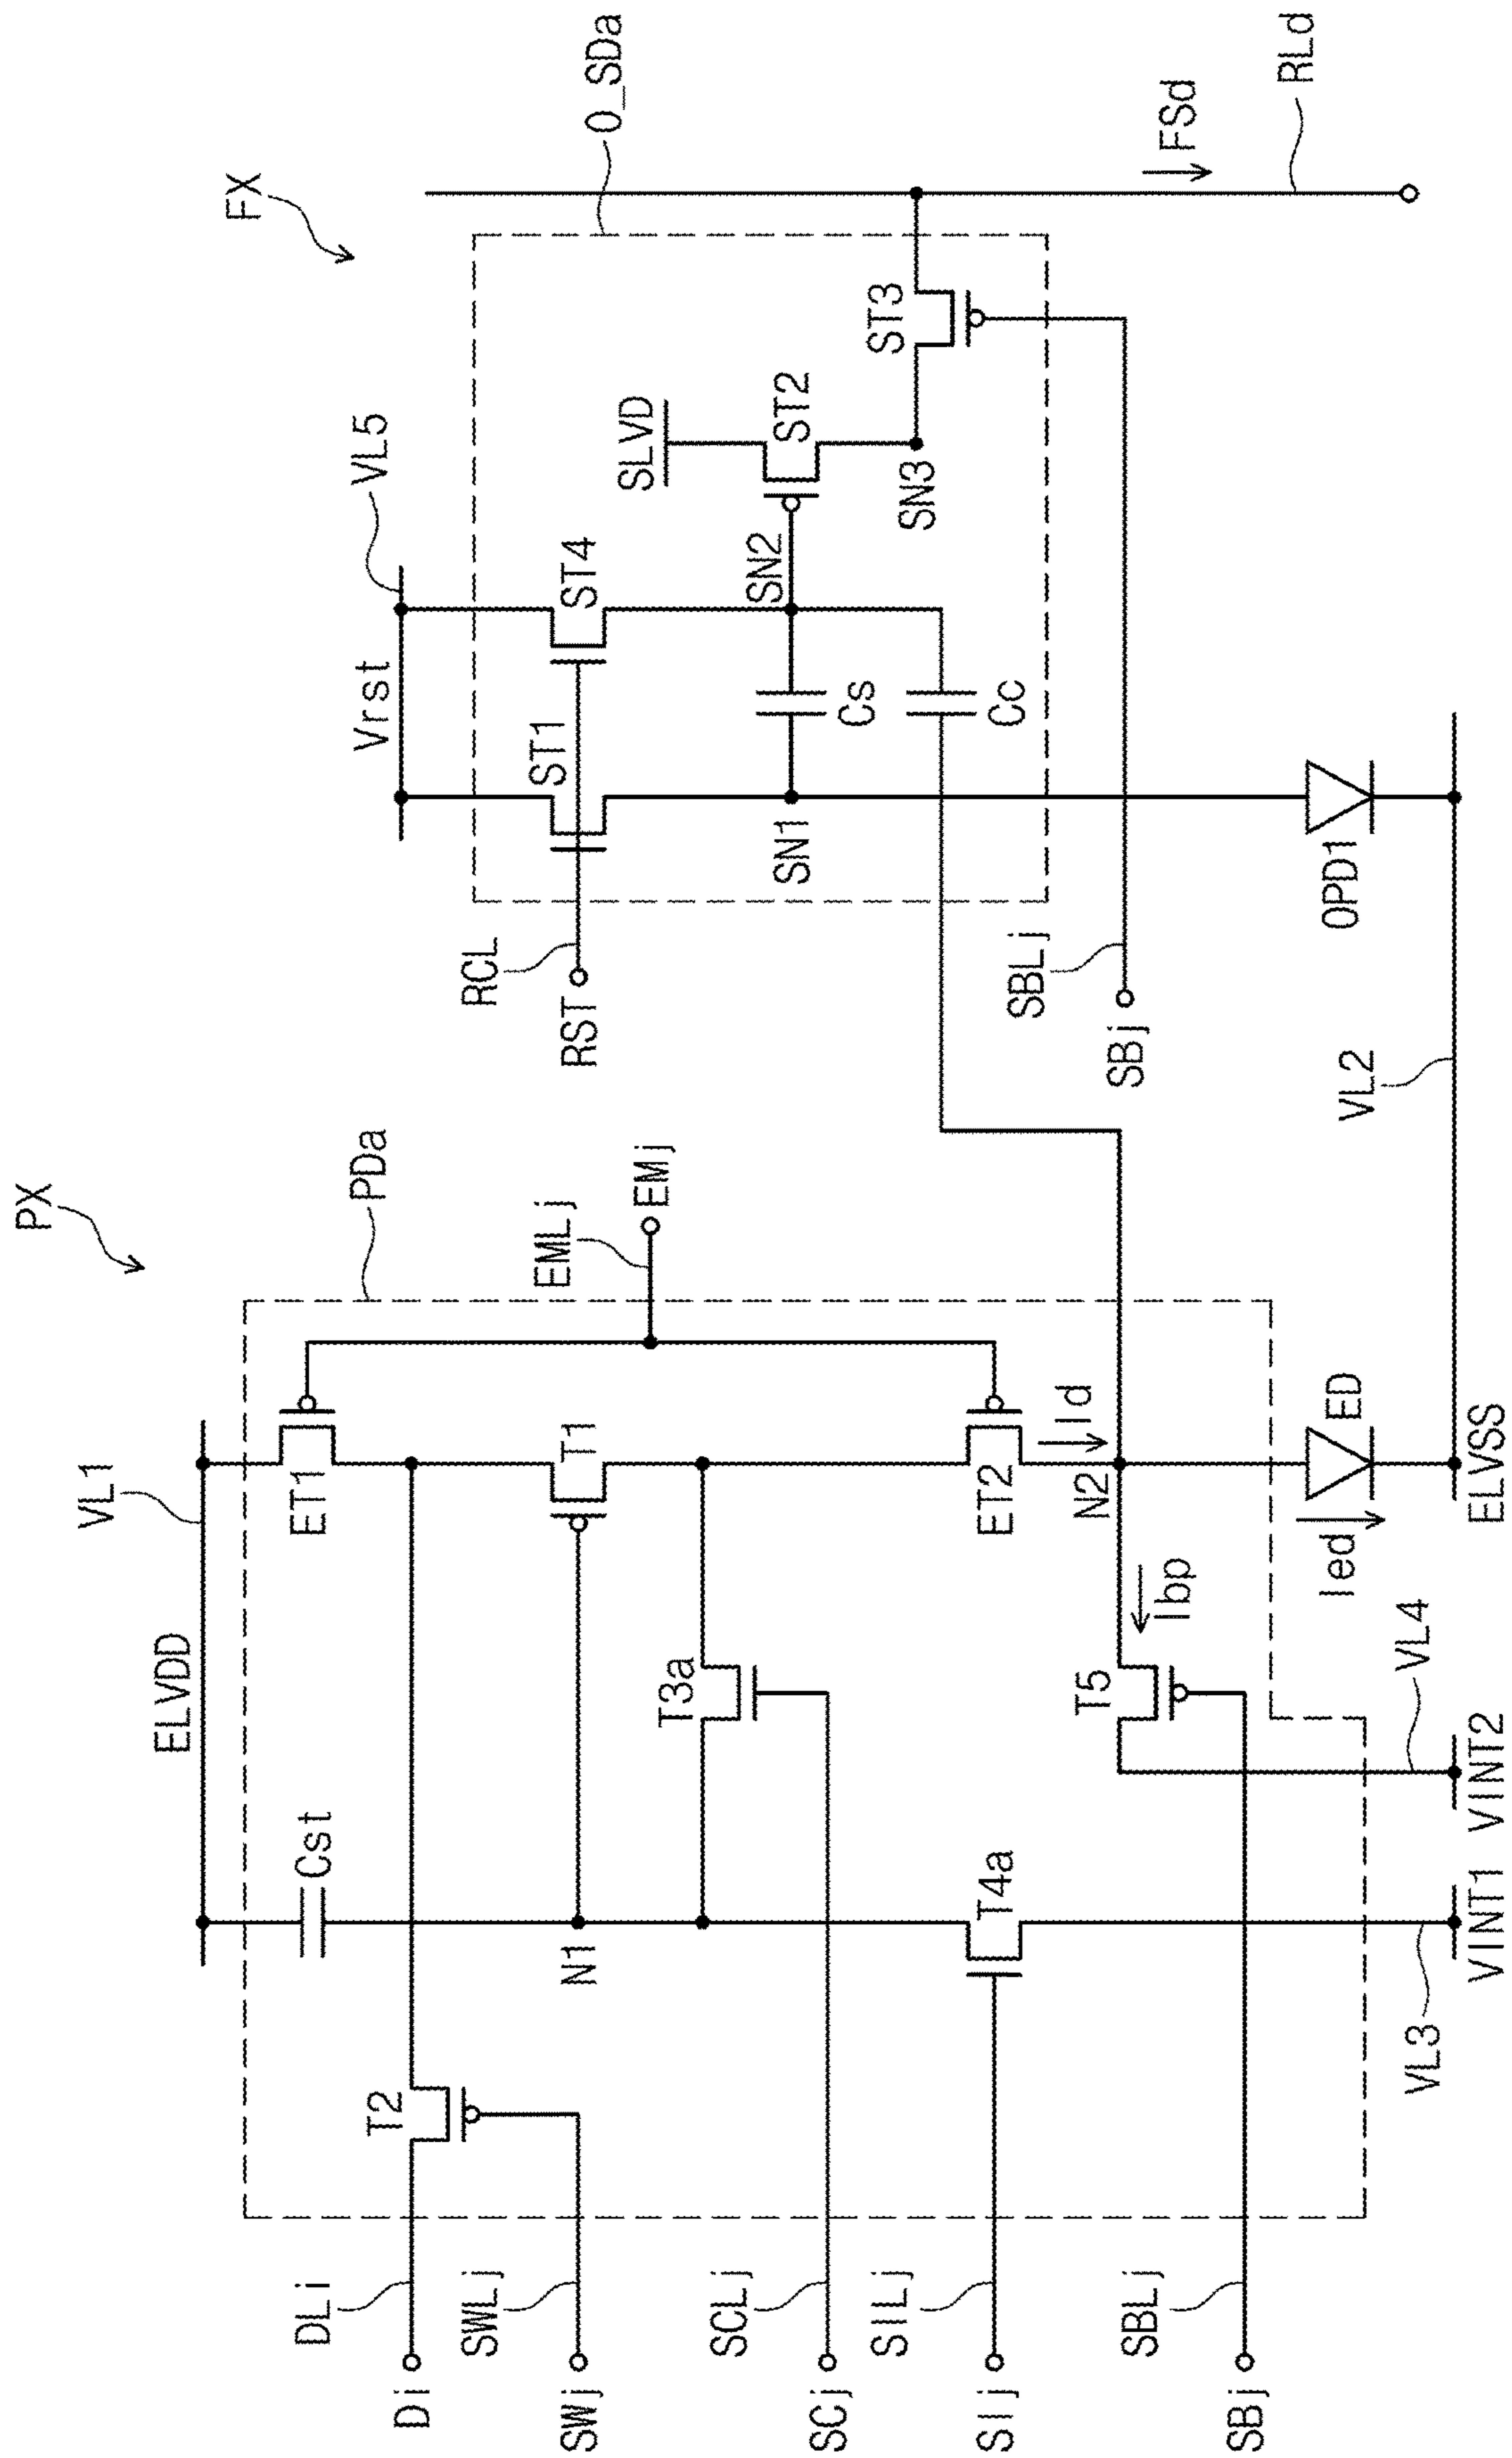 PX
FX
VL1
ELVDD
PDa
VL5
Vrst
O_SDa
Cst
ET1
DLi
Di
T2
SWLj
SWj
N1
T1
EMLj
EMj
RCL
RST
ST1
ST4
SLVD
ST2
ST3
FSd
RLd
SCLj
SCj
T3a
SN1
SN2
Cs
SN3
Cc
SILj
SIj
T4a
ET2
Id
N2
SBLj
SBj
SBLj
SBj
T5
Ibp
Ied
ED
OPD1
VL2
VL3
VL4
VINT1
VINT2
ELVSS